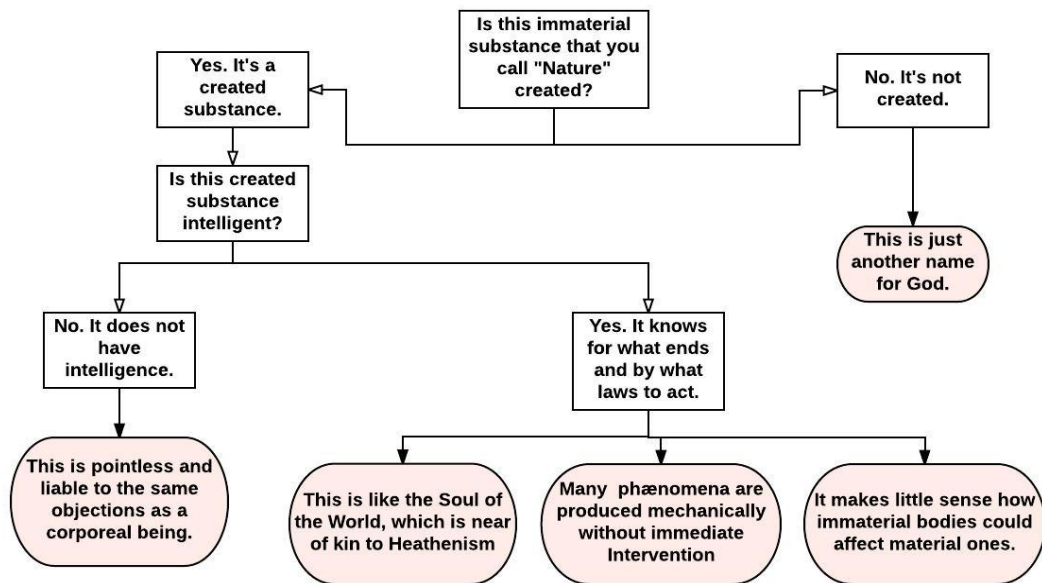 Is this immaterial
substance that you
call "Nature"
created?
Yes. It's a
created
substance.
No. It's not
created.
Is this created
substance
intelligent?
This is just
another name
for God.
No. It does not
have
intelligence.
Yes. It knows
for what ends
and by what
laws to act.
This is pointless and
liable to the same
objections as a
corporeal being.
This is like the Soul of
the World, which is near
of kin to Heathenism
Many phænomena are
produced mechanically
without immediate
Intervention
It makes little sense how
immaterial bodies could
affect material ones.